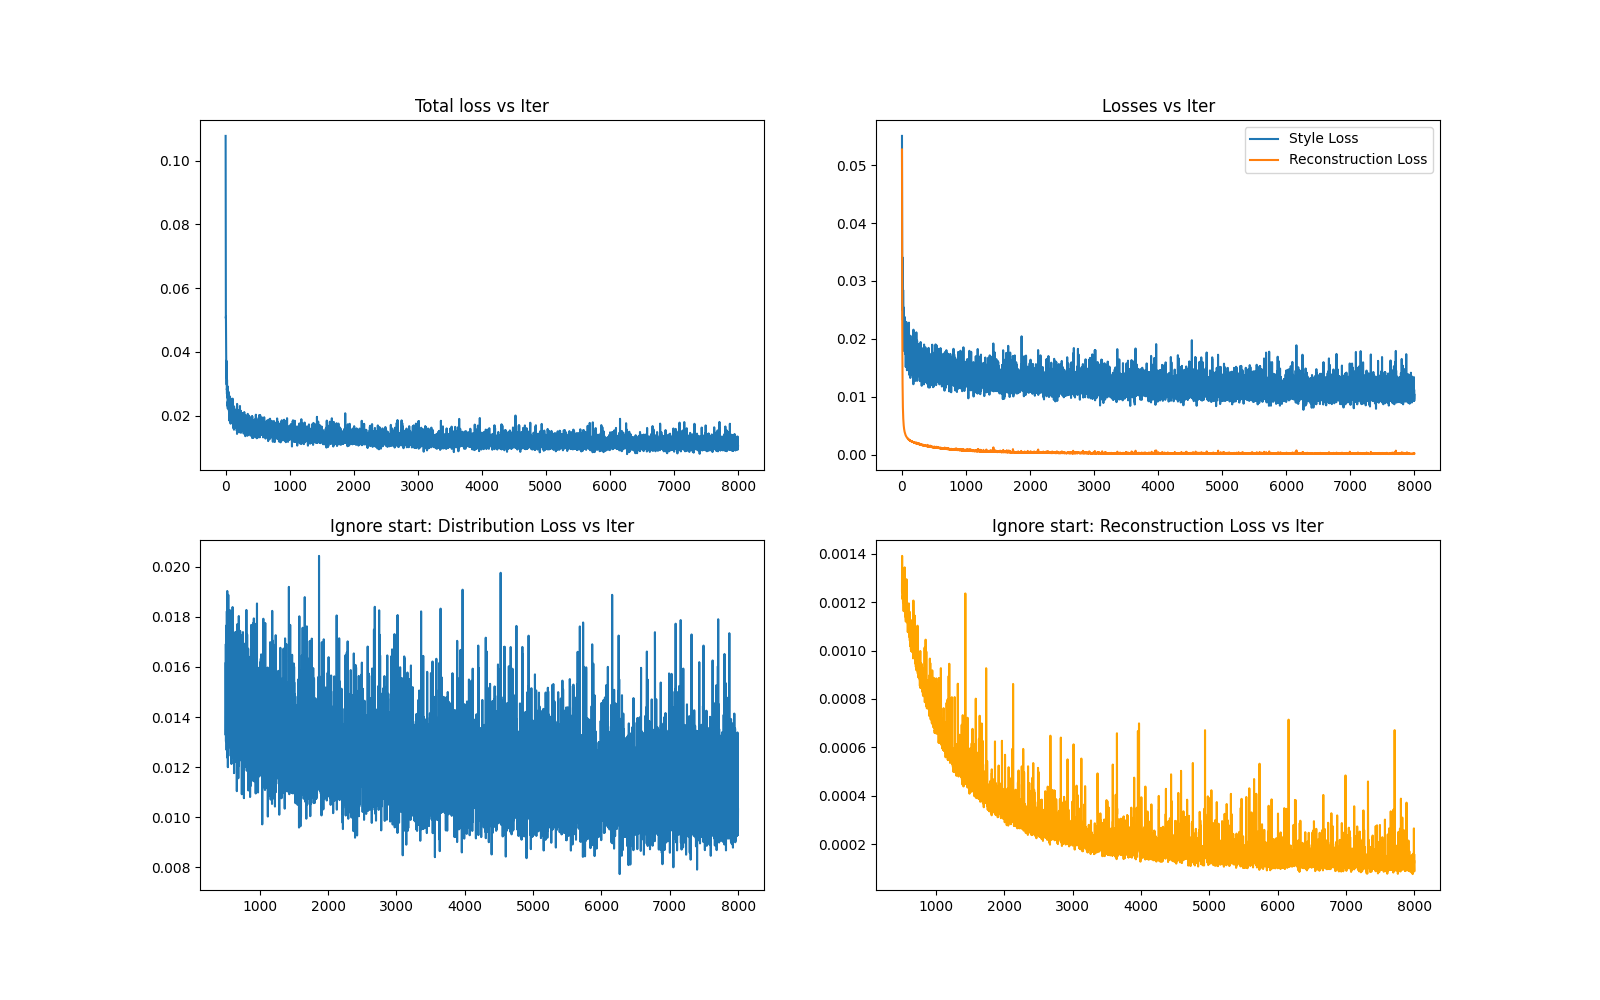 Total loss vs Iter
0.10
0.08
0.06
0.04
0.02
0 1000 2000 3000 4000 5000 6000 7000 8000
Losses vs Iter
Style Loss
Reconstruction Loss
0.05
0.04
0.03
0.02
0.01
0.00
0 1000 2000 3000 4000 5000 6000 7000 8000
Ignore start: Distribution Loss vs Iter
0.020
0.018
0.016
0.014
0.012
0.010
0.008
1000 2000 3000 4000 5000 6000 7000 8000
Ignore start: Reconstruction Loss vs Iter
0.0014
0.0012
0.0010
0.0008
0.0006
0.0004
0.0002
1000 2000 3000 4000 5000 6000 7000 8000